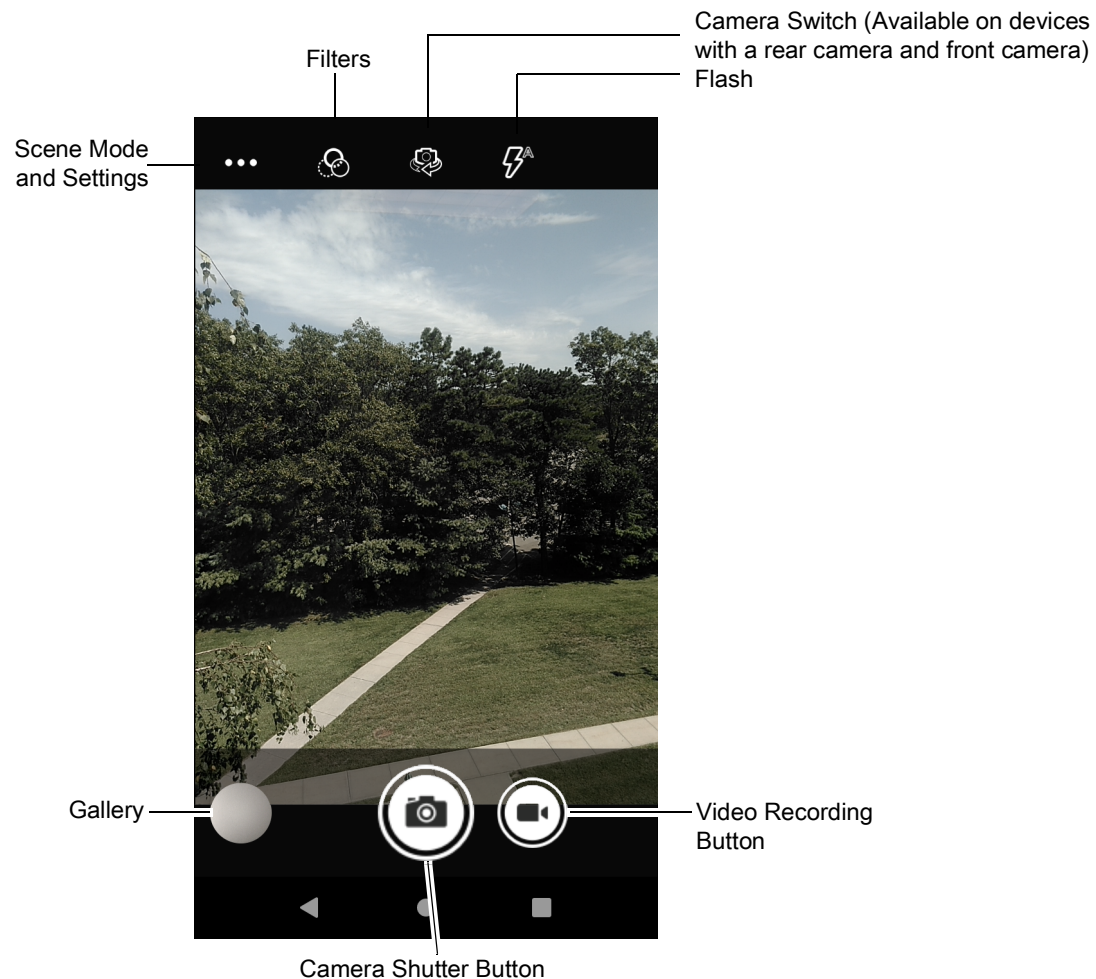 Camera Switch (Available on devices
with a rear camera and front camera)
Flash
Filters
Scene Mode
and Settings
A
Gallery
Video Recording
Button
Camera Shutter Button